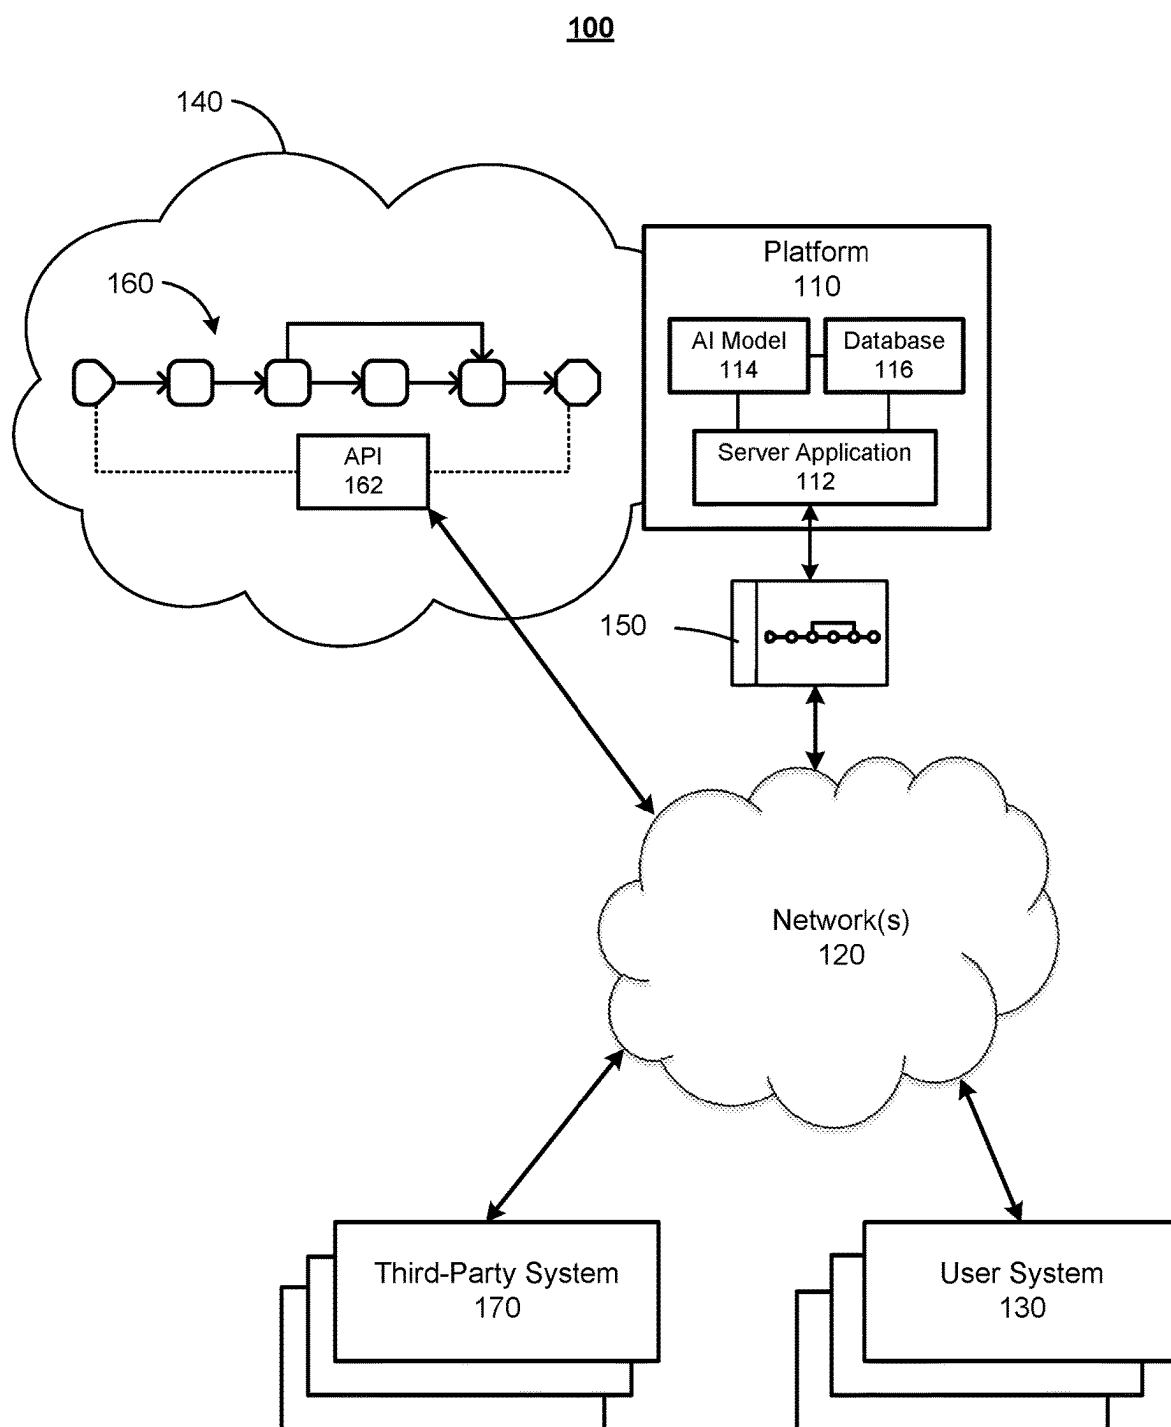 100
140
160
Platform
110
AI Model
114
Database
116
Server Application
112
API
162
150
Network(s)
120
Third-Party System
170
User System
130